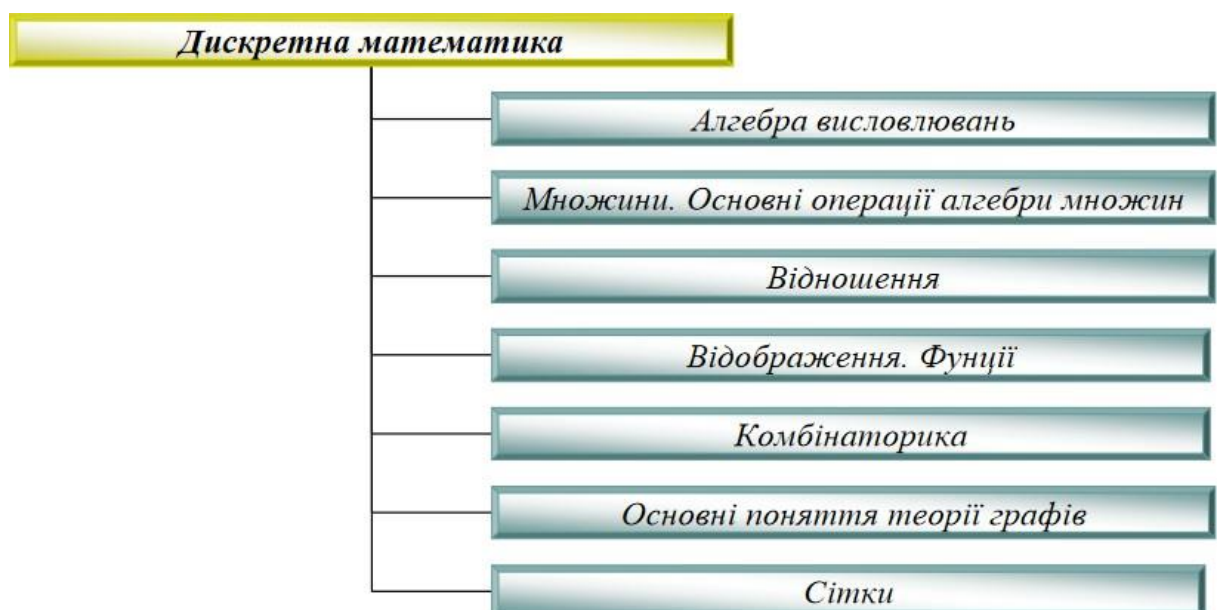 Дискретна математика
Алгебра висловлювань
Множини. Основні операції алгебри множин
Відношення
Відображення. Фунції
Комбінаторика
Основні поняття теорії графів
Сітки